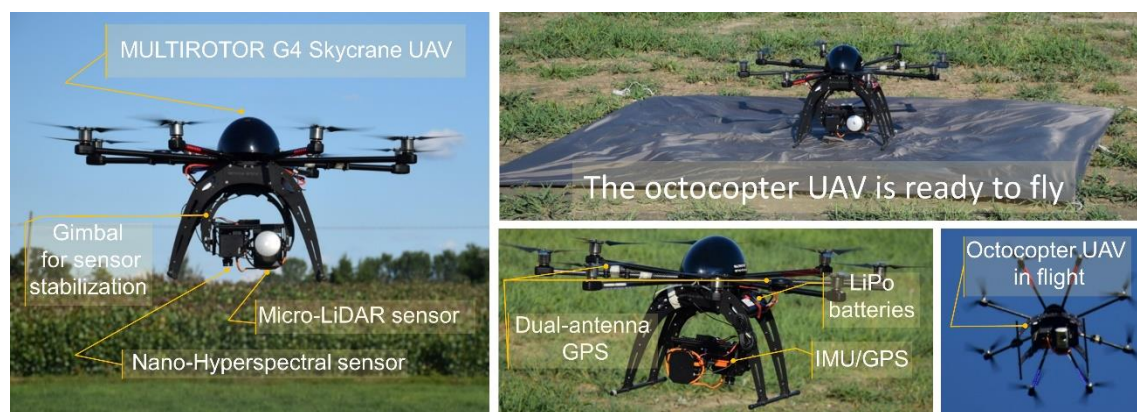 MULTIROTOR G4 Skycrane UAV
Gimbal
for sensor
stabilization
Micro-LiDAR sensor
Nano-Hyperspectral sensor
The octocopter UAV is ready to fly
Dual-antenna
GPS
LiPo
batteries
IMU/GPS
Octocopter UAV
in flight